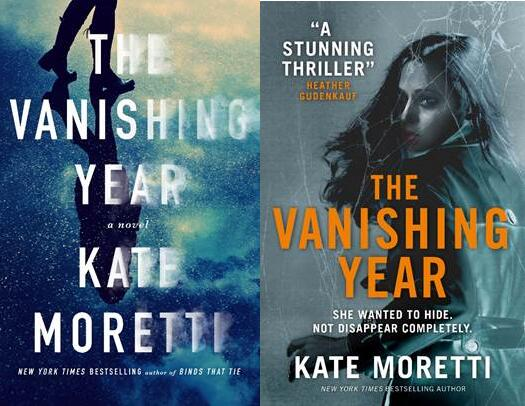 THE
VANISHING
YEAR
a novel
KATE
MORETTI
NEW YORK TIMES BESTSELLING author of BINDS THAT TIE
"A
STUNNING
THRILLER"
HEATHER
GUDENKAUF
THE
VANISHING
YEAR
SHE WANTED TO HIDE.
NOT DISAPPEAR COMPLETELY.
KATE MORETTI
NEW YORK TIMES BESTSELLING AUTHOR